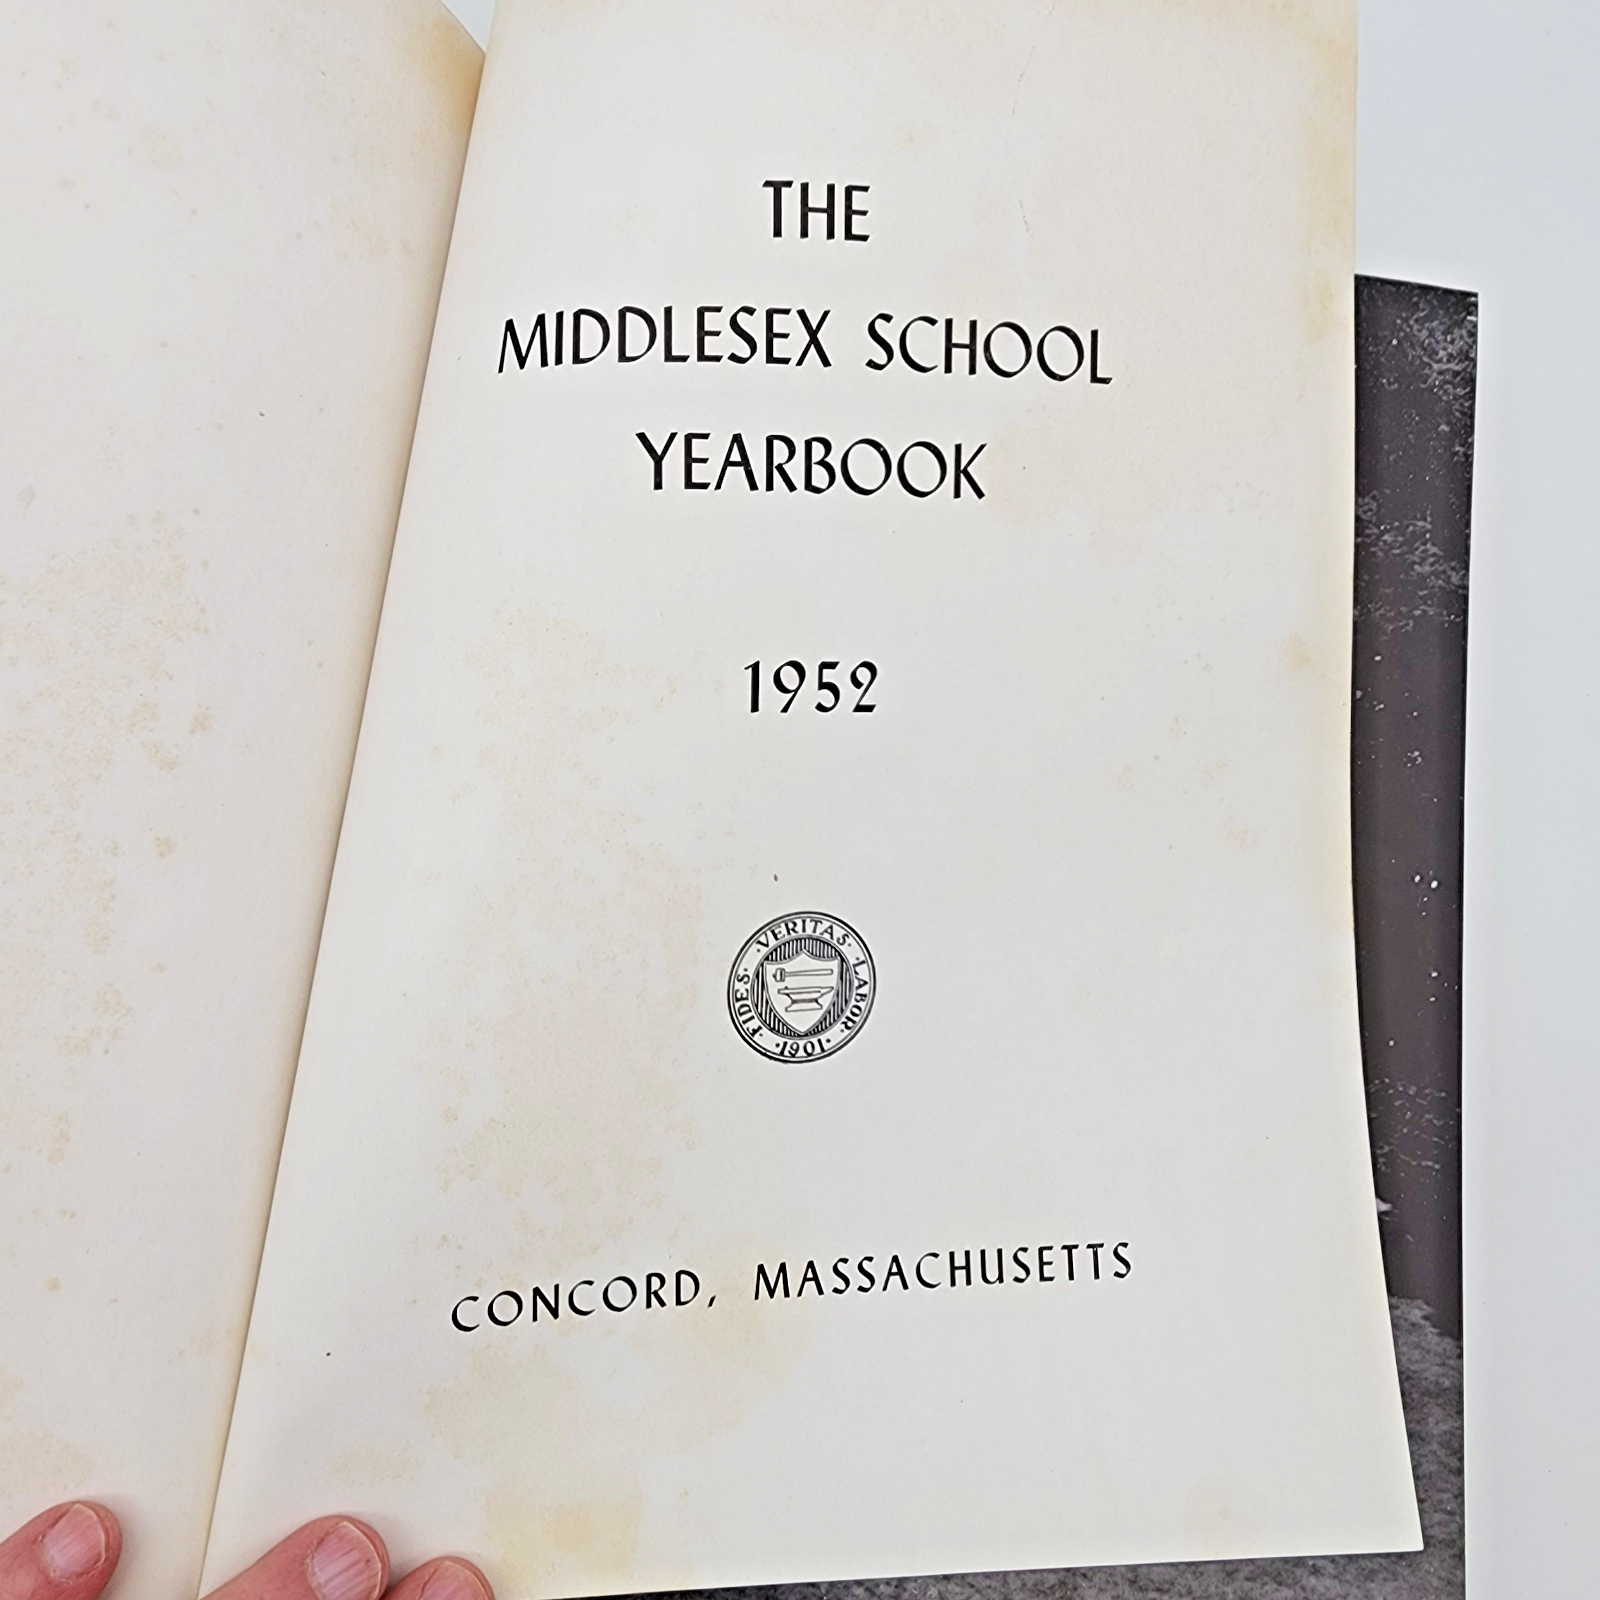 THE
MIDDLESEX SCHOOL
YEARBOOK
1952
·VERITAS·
FIDES·
·LABOR·
·1901·
CONCORD, MASSACHUSETTS